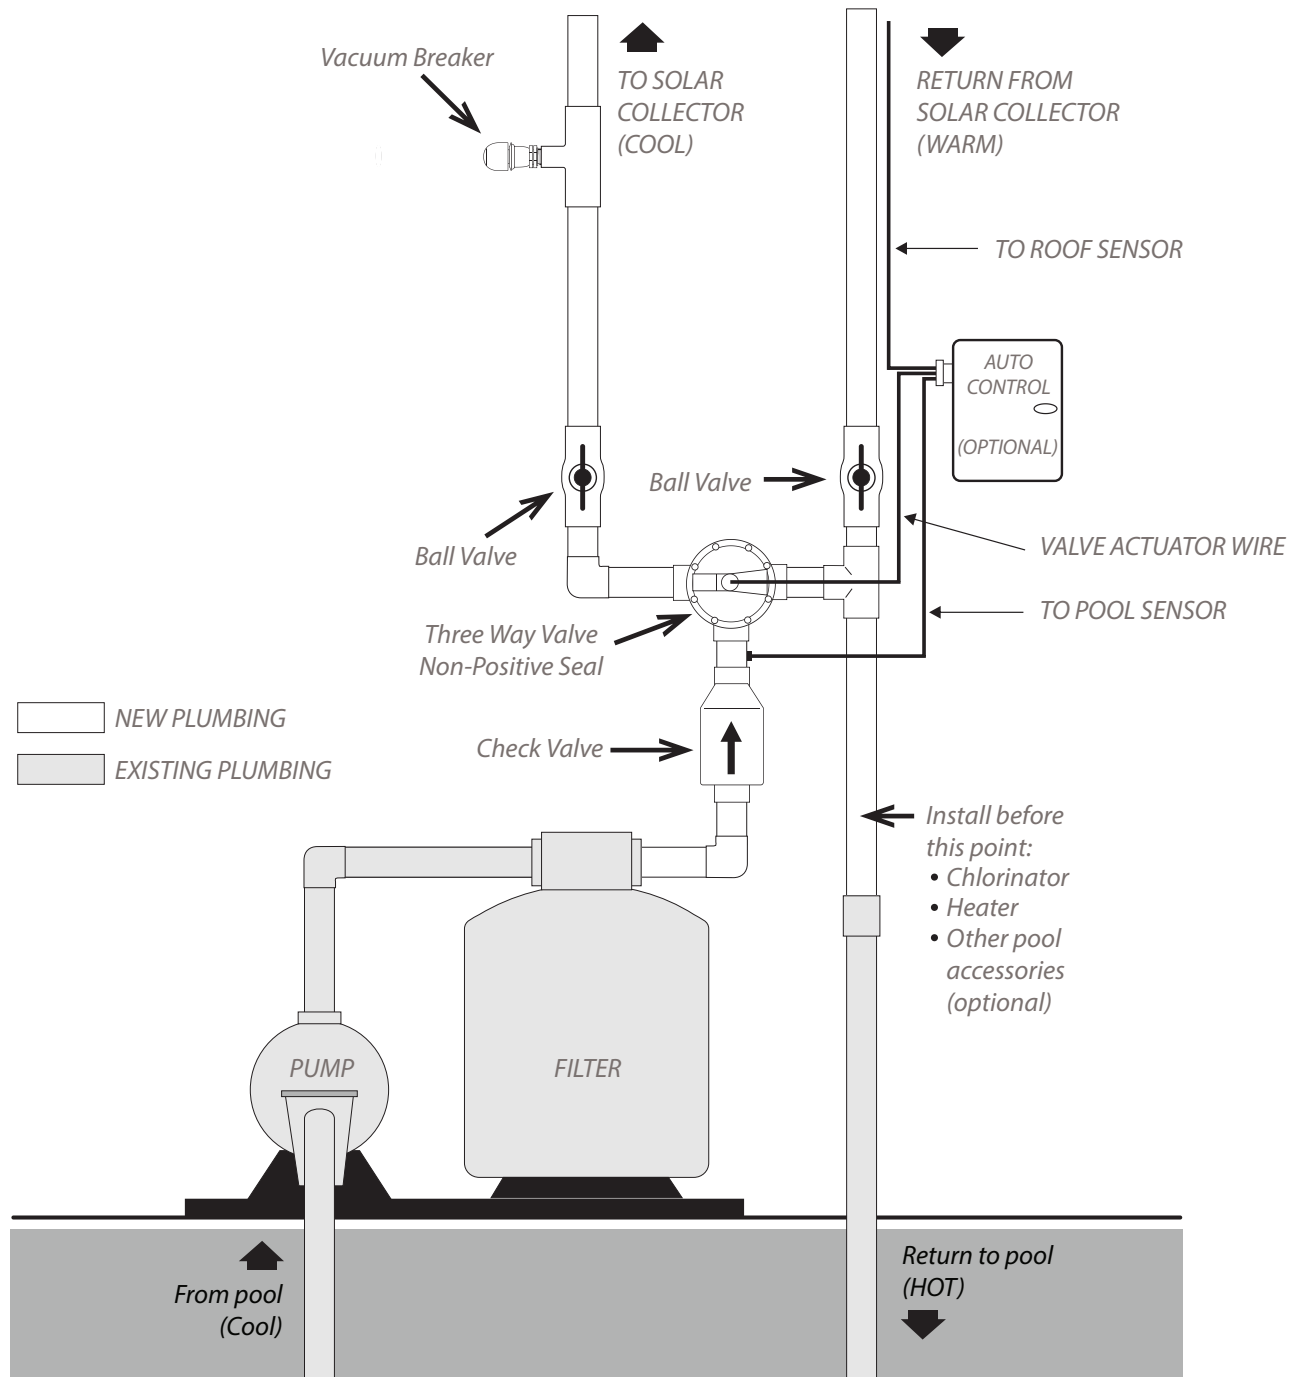 Vacuum Breaker
TO SOLAR
COLLECTOR
(COOL)
RETURN FROM
SOLAR COLLECTOR
(WARM)
TO ROOF SENSOR
AUTO
CONTROL
(OPTIONAL)
Ball Valve
Ball Valve
VALVE ACTUATOR WIRE
TO POOL SENSOR
Three Way Valve
Non-Positive Seal
NEW PLUMBING
EXISTING PLUMBING
Check Valve
Install before
this point:
• Chlorinator
• Heater
• Other pool
accessories
(optional)
PUMP
FILTER
From pool
(Cool)
Return to pool
(HOT)